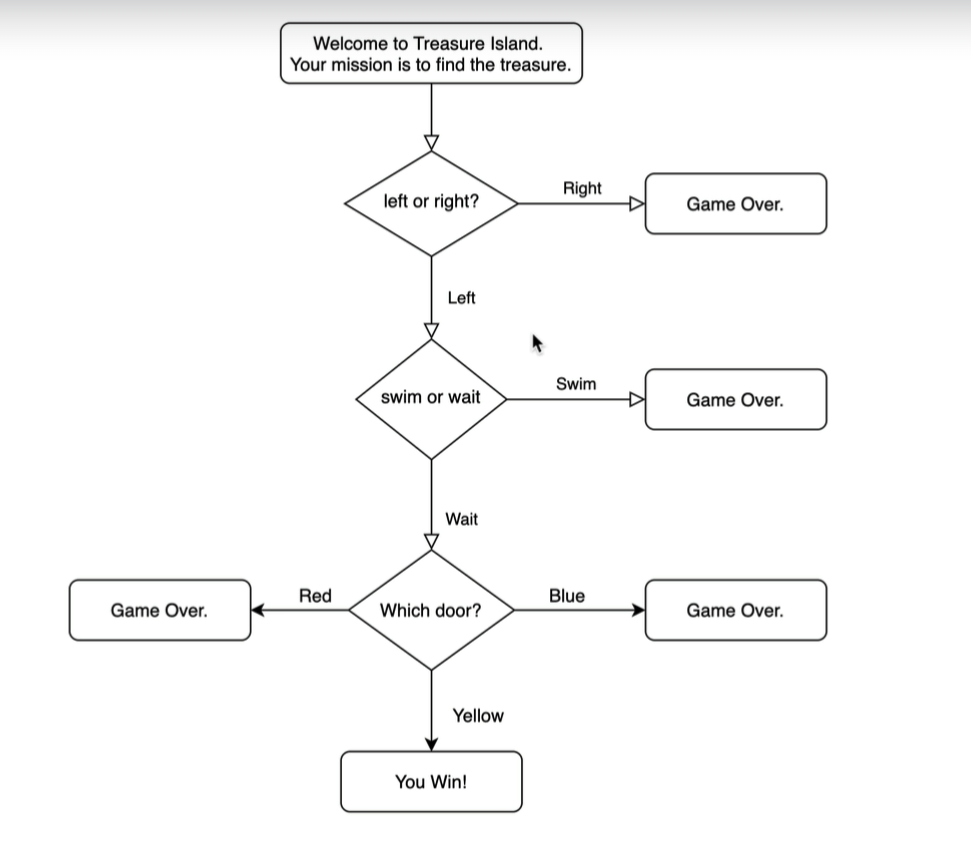 Welcome to Treasure Island.
Your mission is to find the treasure.
left or right?
Right
Game Over.
Left
swim or wait
Swim
Game Over.
Wait
Game Over.
Red
Which door?
Blue
Game Over.
Yellow
You Win!